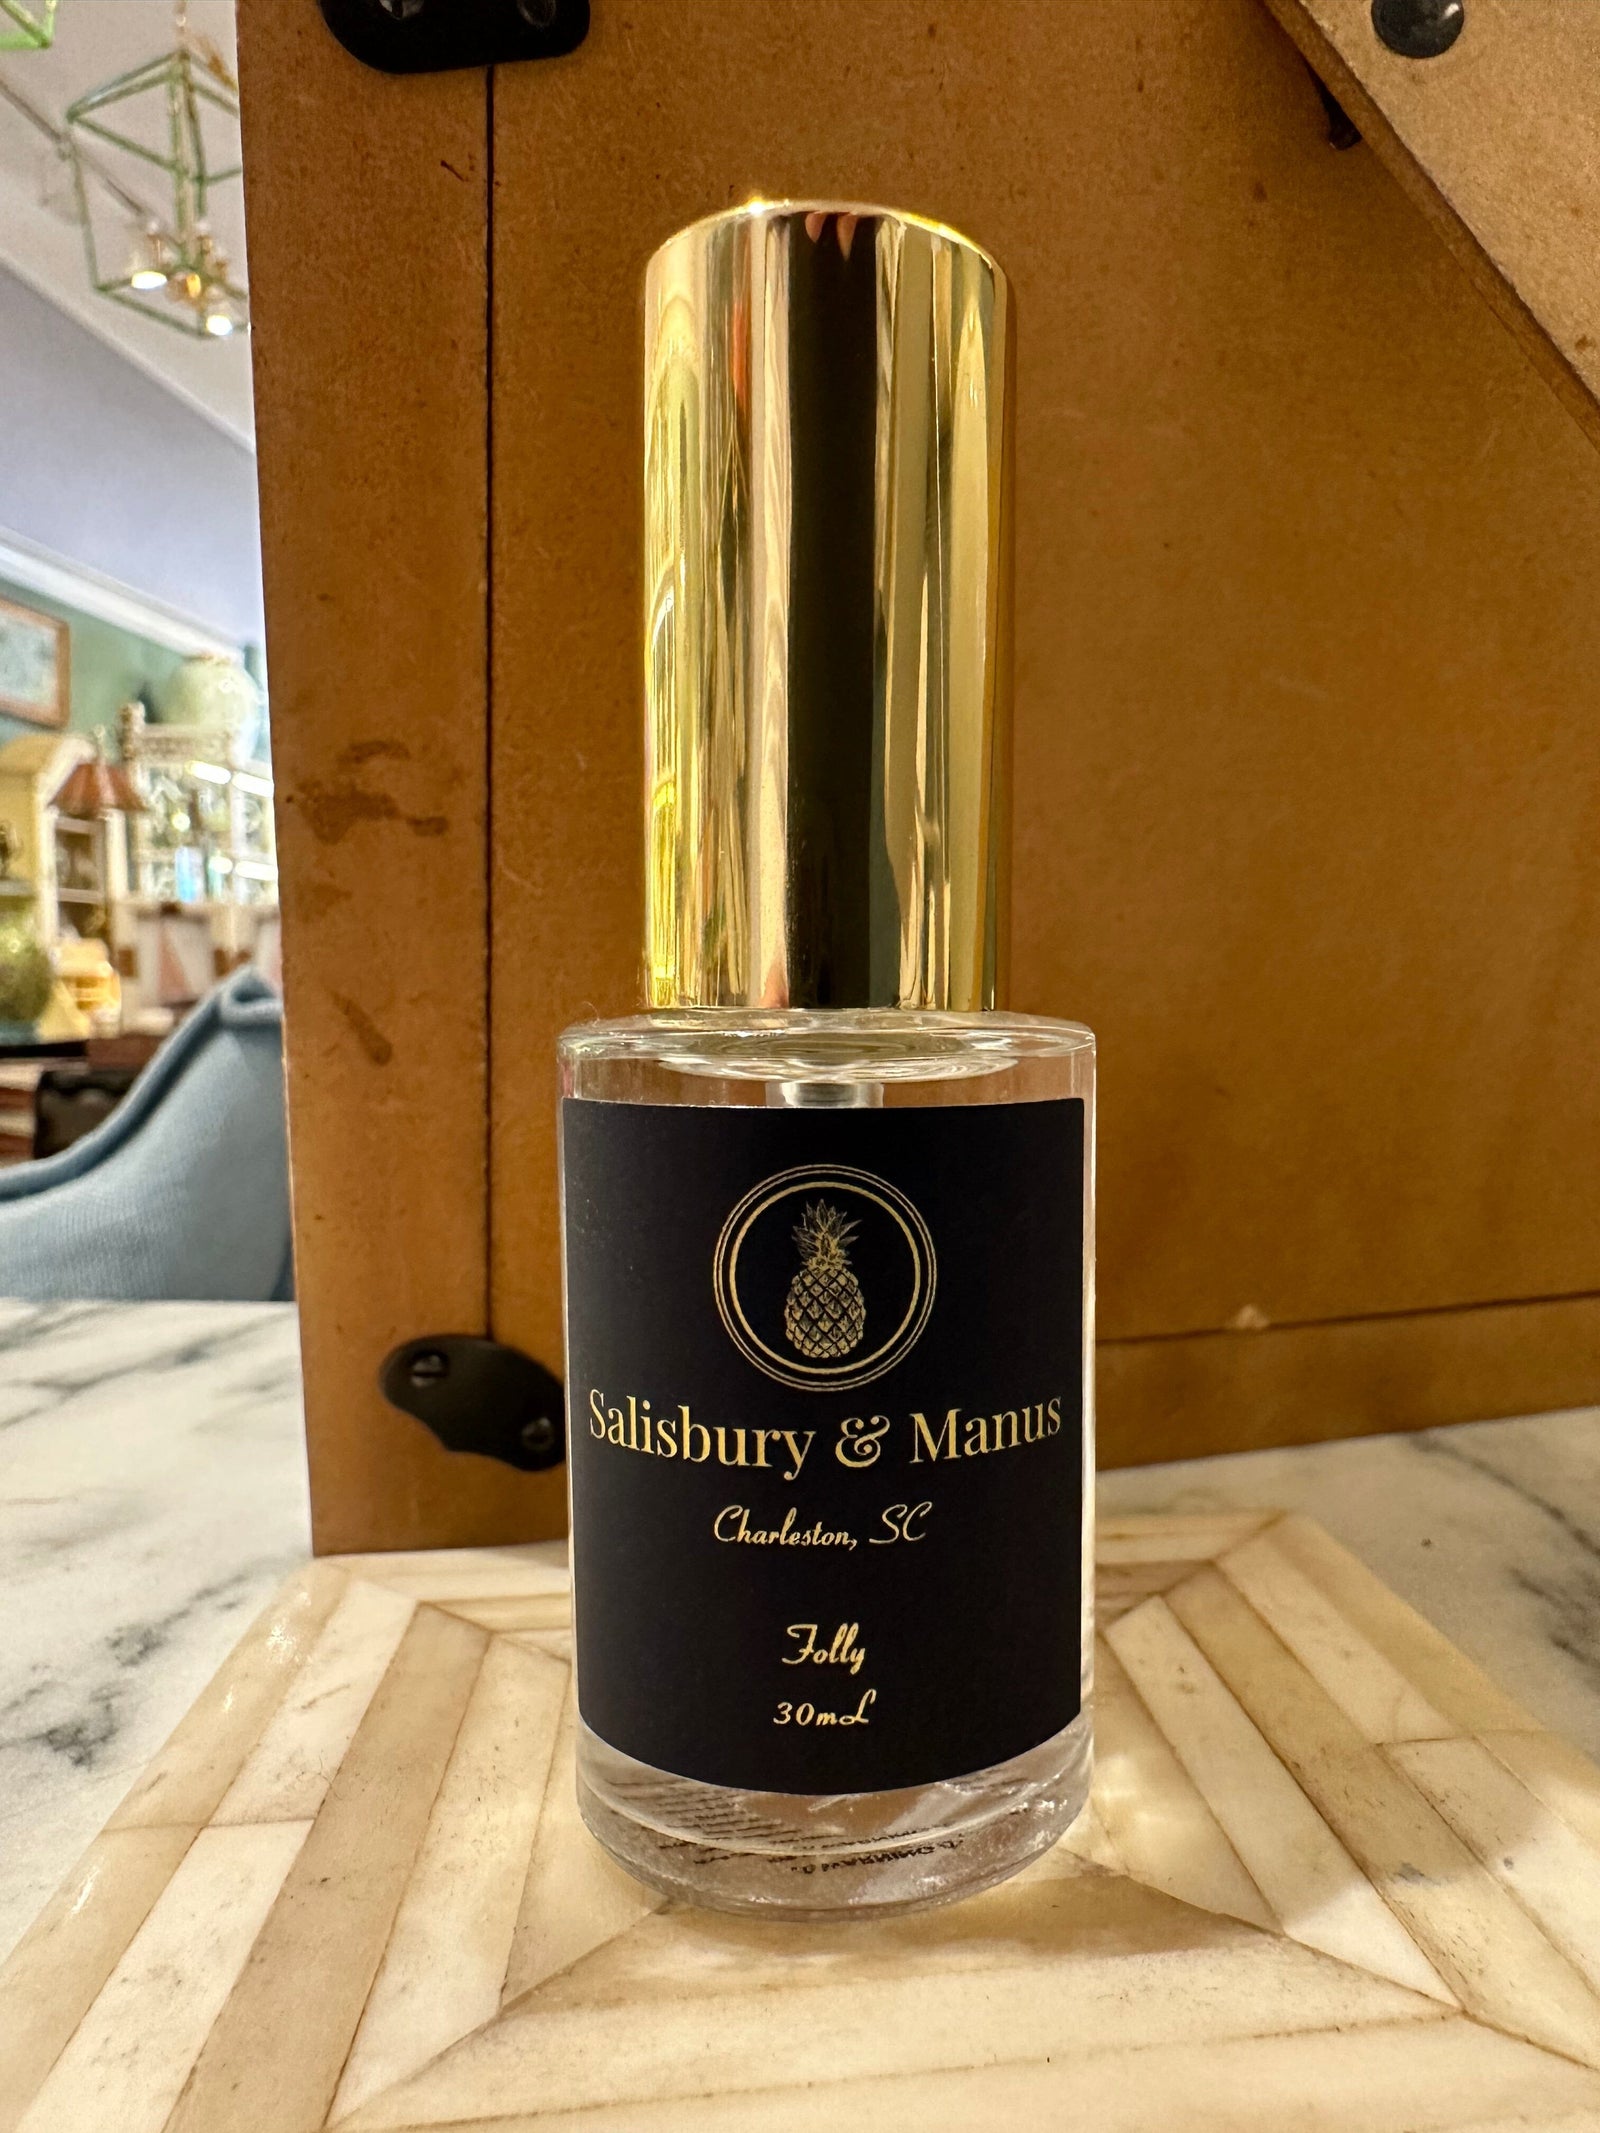 Salisbury & Manus
Charleston, SC
Folly
30mL